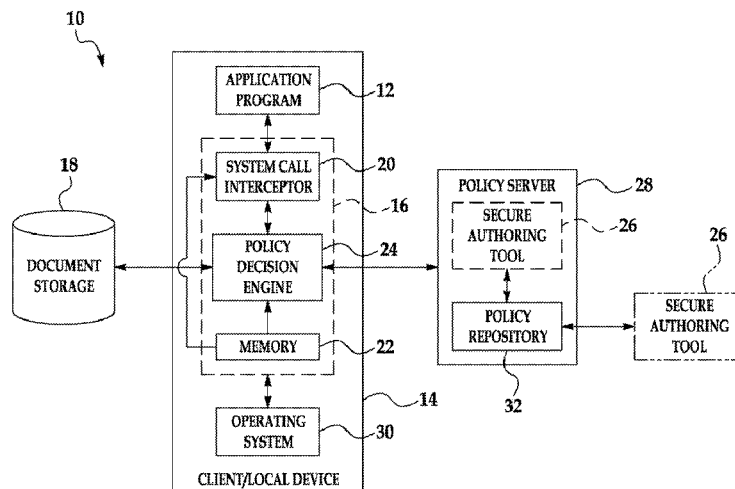 10
APPLICATION
PROGRAM
12
18
SYSTEM CALL
INTERCEPTOR
20
16
DOCUMENT
STORAGE
POLICY
DECISION
ENGINE
24
MEMORY
22
14
OPERATING
SYSTEM
30
CLIENT/LOCAL DEVICE
POLICY SERVER
28
SECURE
AUTHORING
TOOL
26
POLICY
REPOSITORY
32
26
SECURE
AUTHORING
TOOL